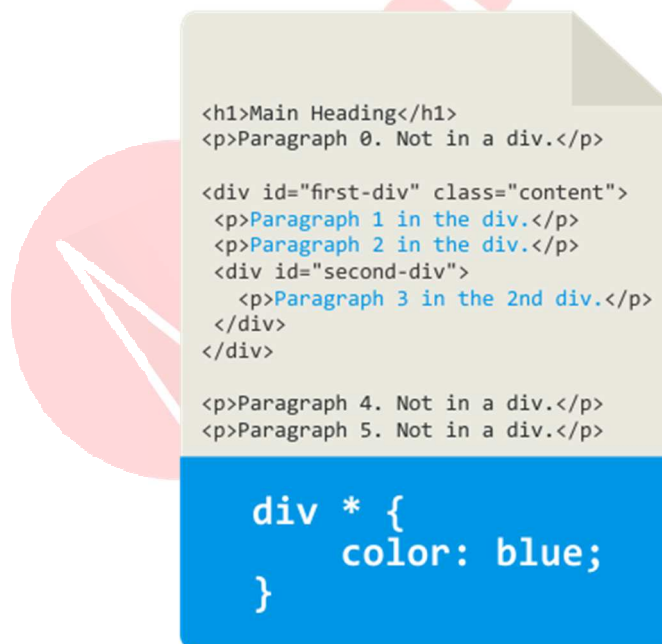 <h1>Main Heading</h1>
<p>Paragraph 0. Not in a div.</p>
<div id="first-div" class="content">
<p>Paragraph 1 in the div.</p>
<p>Paragraph 2 in the div.</p>
<div id="second-div">
<p>Paragraph 3 in the 2nd div.</p>
</div>
</div>
<p>Paragraph 4. Not in a div.</p>
<p>Paragraph 5. Not in a div.</p>
div * {
color: blue;
}